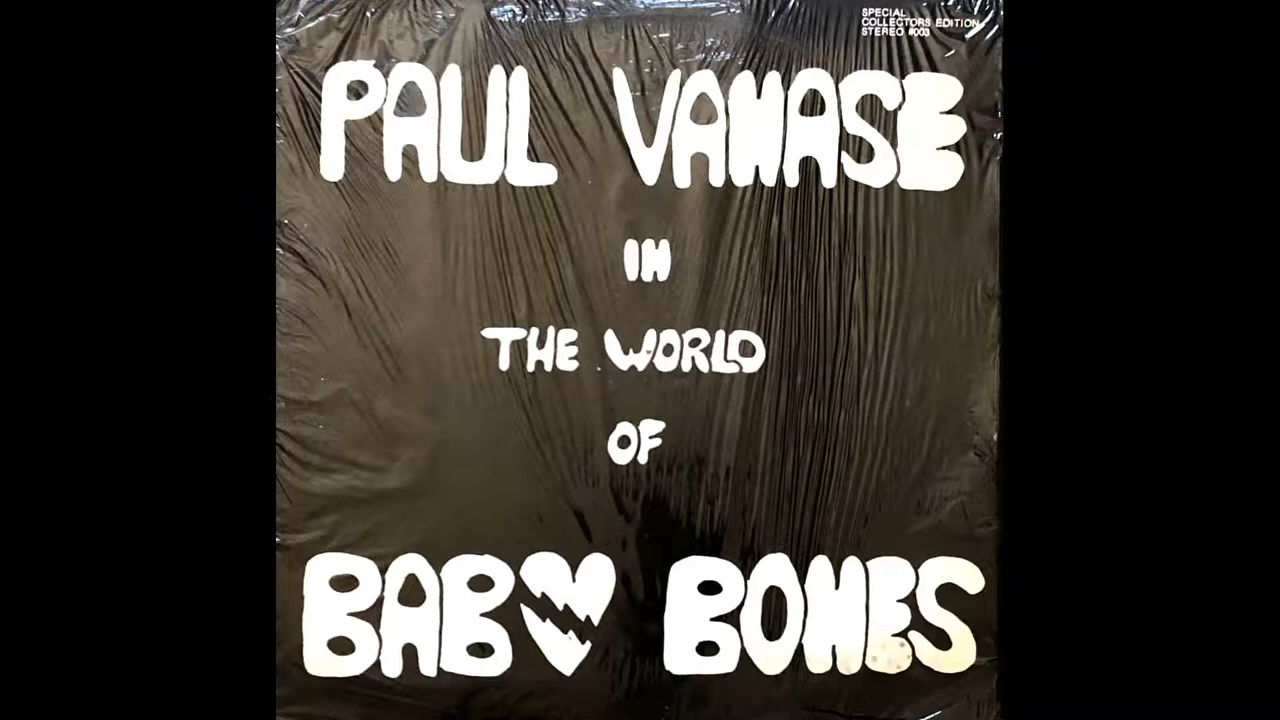 SPECIAL
COLLECTORS EDITION
STEREO #003
PAUL VANASE
IN
THE WORLD
OF
BABY BONES